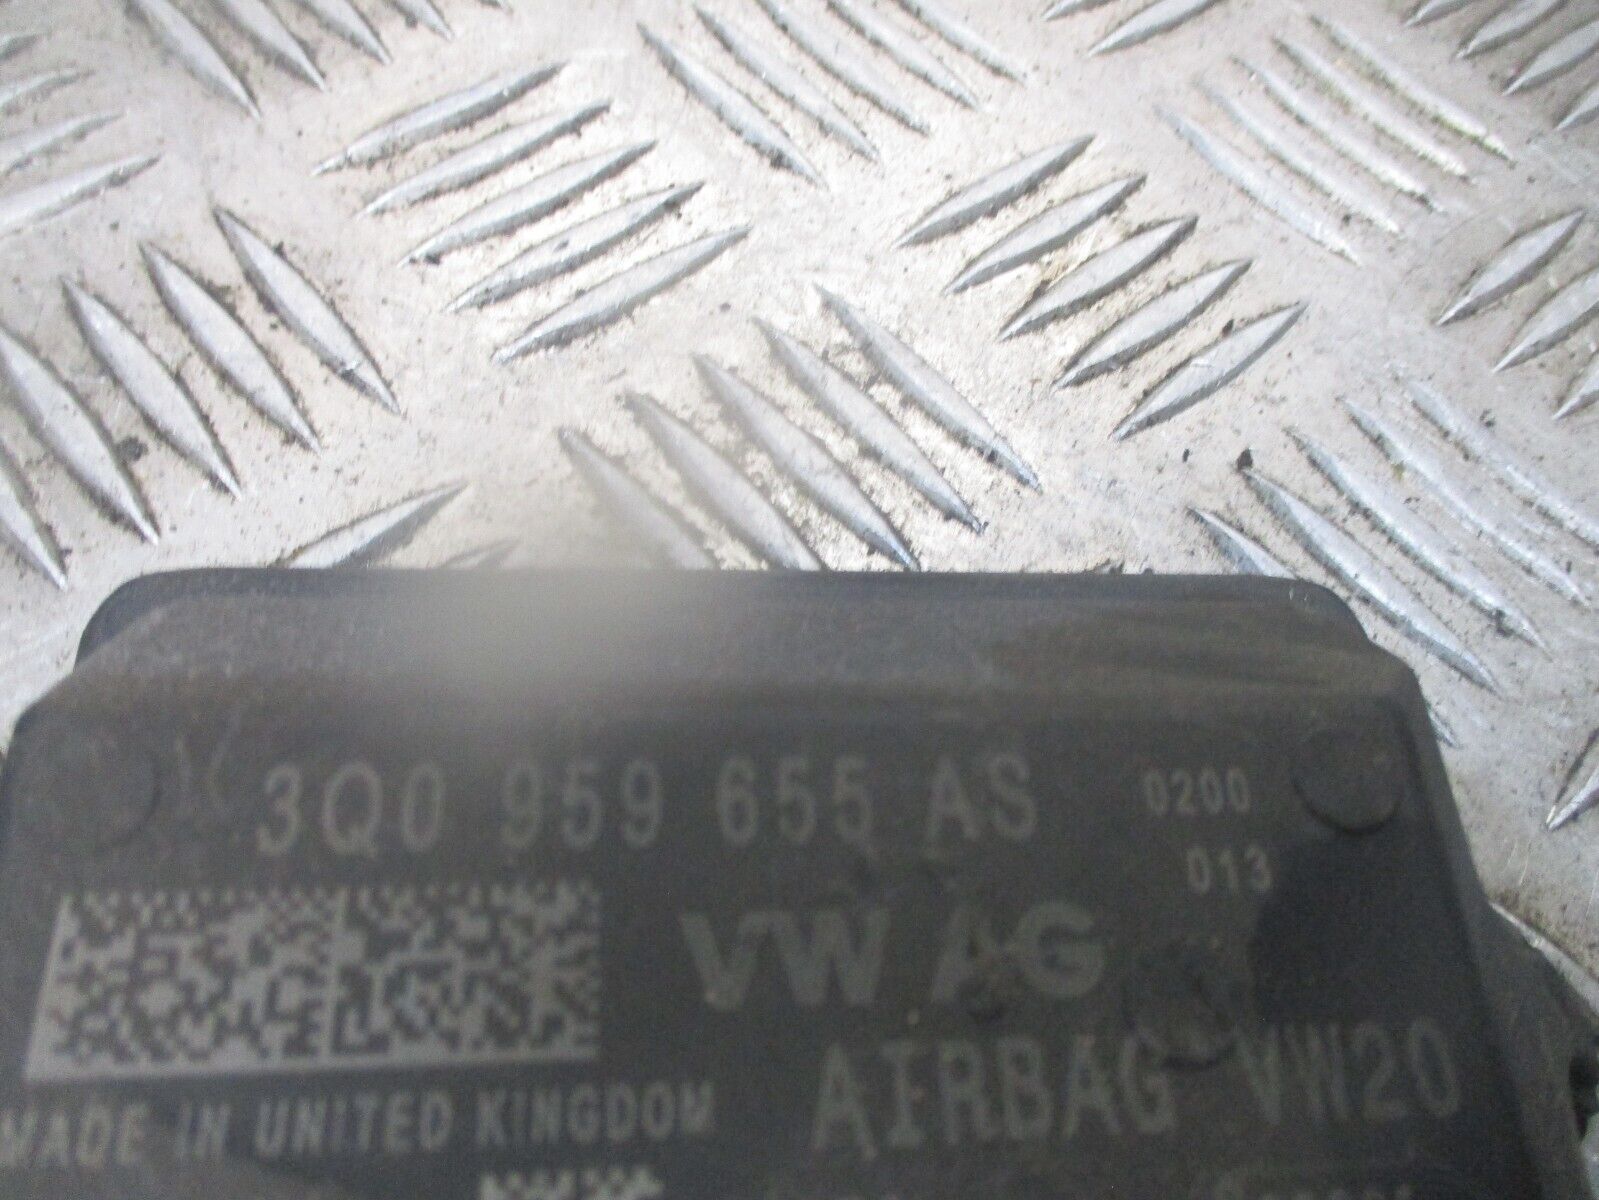 3Q0 959 655 AS 0200
013
VW AG
AIRBAG VW20
MADE IN UNITED KINGDOM